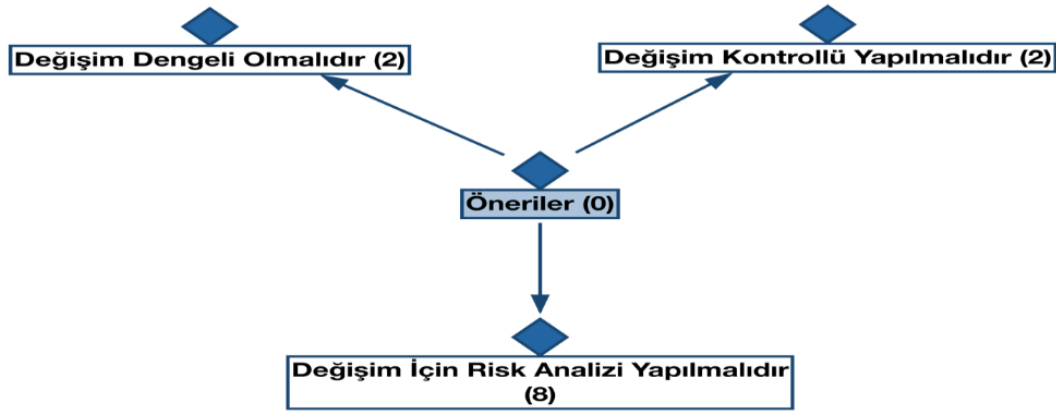 Değişim Dengeli Olmalıdır (2)
Değişim Kontrollü Yapılmalıdır (2)
Öneriler (0)
Değişim İçin Risk Analizi Yapılmalıdır
(8)